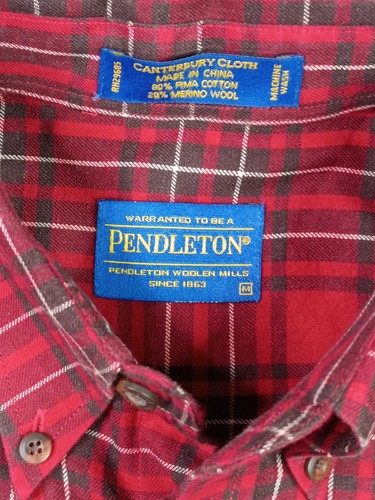 RN29685
CANTERBURY CLOTH
MADE IN CHINA
80% PIMA COTTON
20% MERINO WOOL
MACHINE
WASH
WARRANTED TO BE A
PENDLETON®
PENDLETON WOOLEN MILLS
SINCE 1863
M